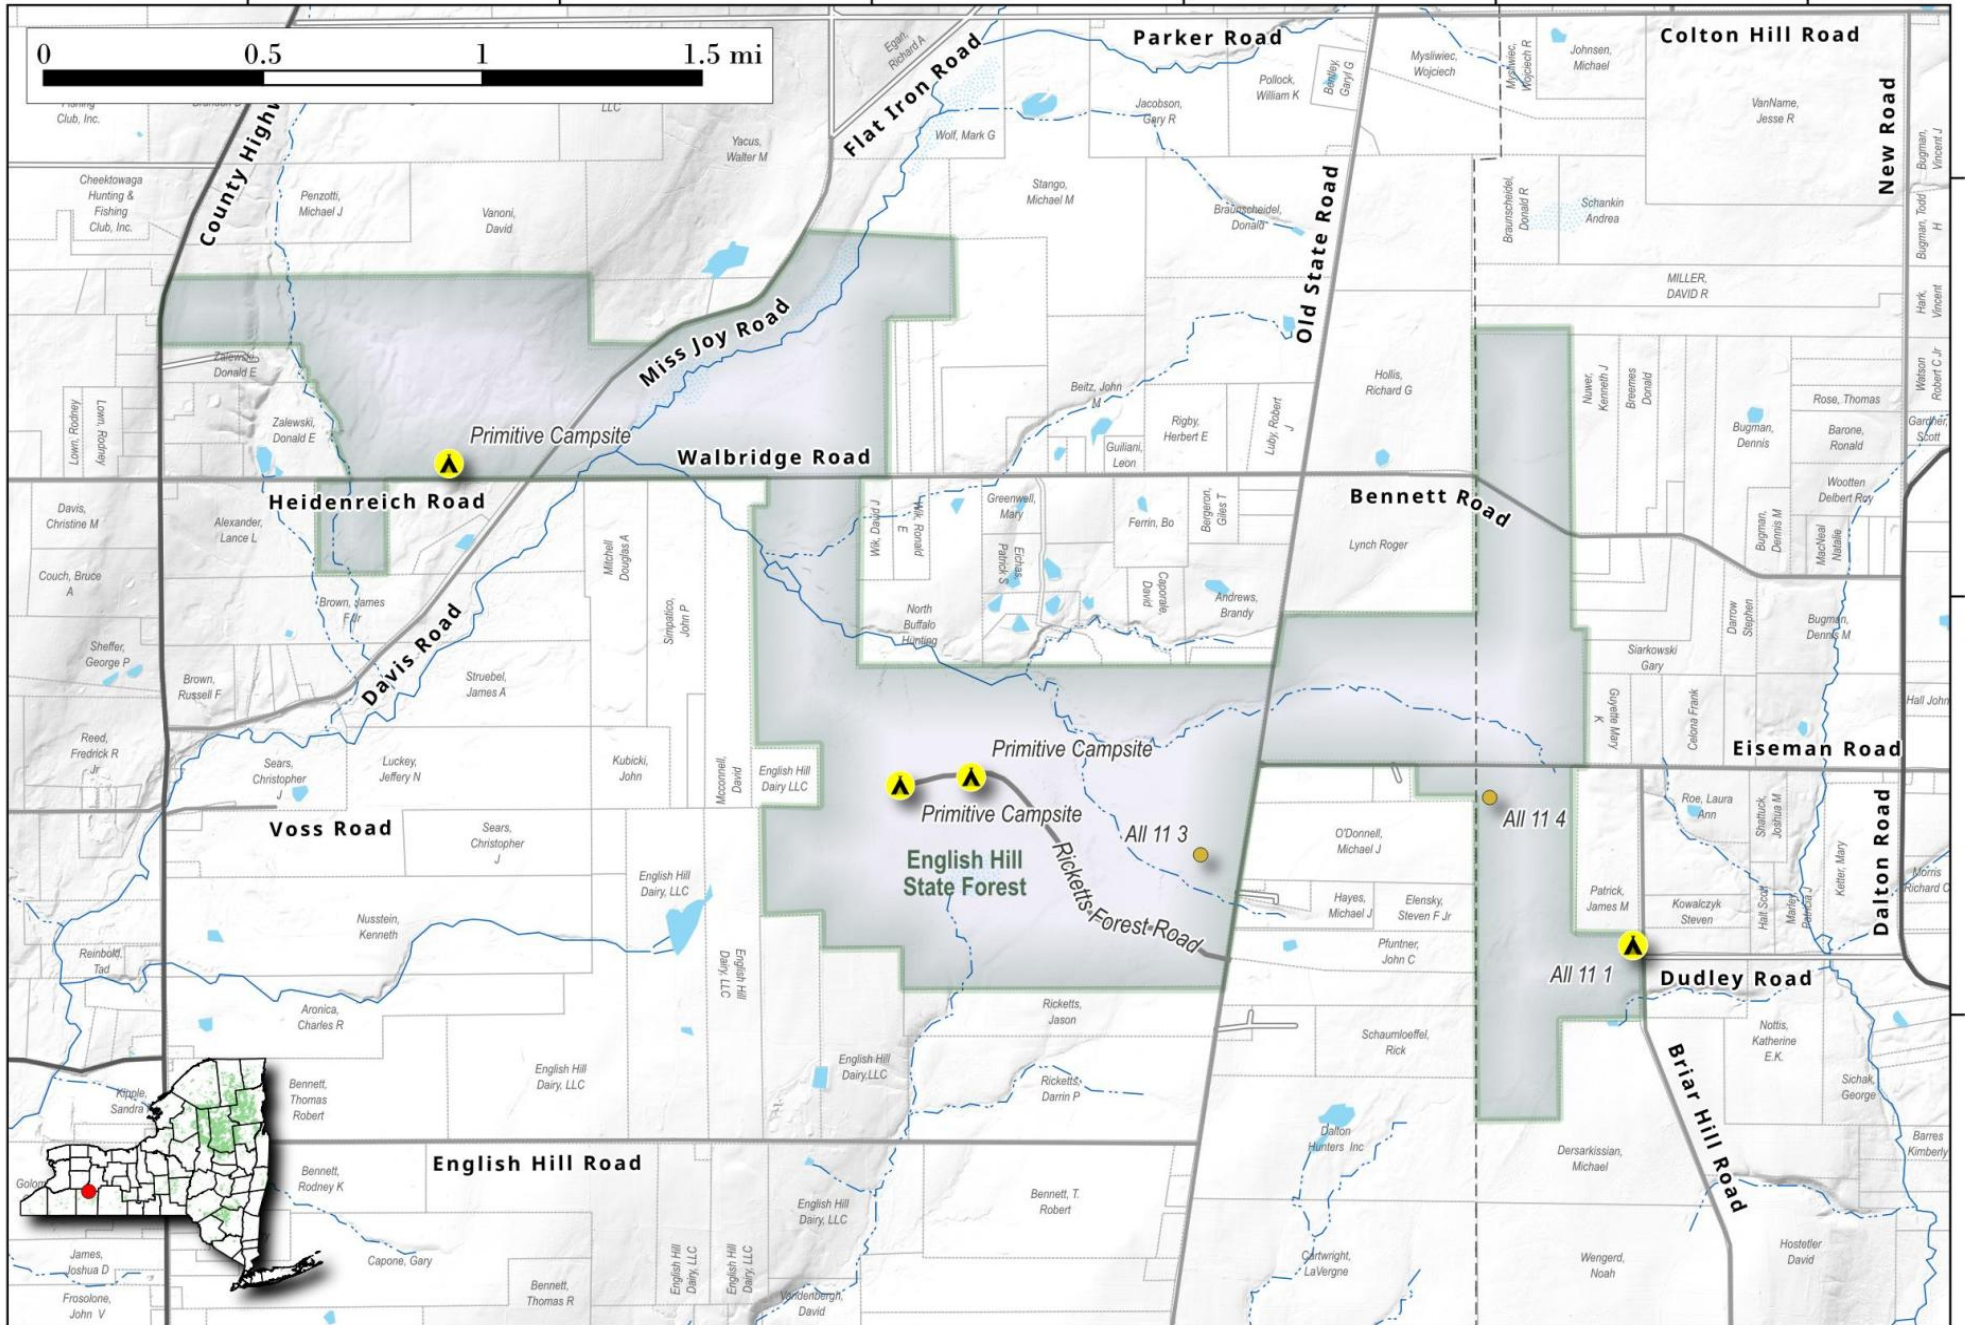 0 0.5 1 1.5 mi
Parker Road
Colton Hill Road
Egan,
Richard A
Flat Iron Road
Mysliwiec,
Wojciech
Mysliwiec,
Wojciech R
Johnsen,
Michael
Bentley,
Garyl G
Pollock,
William K
Club, Inc.
LLC
Jacobson,
Gary R
VanName,
Jesse R
New Road
Bugman,
Vincent J
Wolf, Mark G
Yacus,
Walter M
County Highw
Cheektowaga
Hunting &
Fishing
Club, Inc.
Penzotti,
Michael J
Vanoni,
David
Stango,
Michael M
Braunscheidel,
Donald
Braunscheidel,
Donald R
Schankin
Andrea
Bugman, Todd
H
Old State Road
MILLER,
DAVID R
Hark,
Vincent
Miss Joy Road
Zalewski,
Donald E
Lown, Rodney
Lown, Rodney
Zalewski,
Donald E
Primitive Campsite
Walbridge Road
Beitz, John
M
Guiliani,
Leon
Rigby,
Herbert E
Luby, Robert
J
Hollis,
Richard G
Nuwer,
Kenneth J
Breemes
Donald
Bugman,
Dennis
Rose, Thomas
Barone,
Ronald
Watson
Robert C Jr
Gardner,
Scott
Heidenreich Road
Bennett Road
Davis,
Christine M
Alexander,
Lance L
Mitchell
Douglas A
Wik, David J
Wik, Ronald
E
Greenwell,
Mary
Ferrin, Bo
Bergeron,
Giles T
Lynch Roger
Bugman,
Dennis M
MacNeal
Natalie
Wootten
Delbert Roy
Couch, Bruce
A
Brown, James
F Jr
Simpatico,
John P
Eichas,
Patrick S
Caporale,
David
Andrews,
Brandy
North
Buffalo
Hunting
Darrow
Stephen
Bugman,
Dennis M
Sheffer,
George P
Brown,
Russell F
Davis Road
Struebel,
James A
Siarkowski
Gary
Guyette Mary
K
Celona Frank
Hall John
Reed,
Fredrick R
Jr
Sears,
Christopher
J
Luckey,
Jeffery N
Kubicki,
John
Mcconnell,
David
English Hill
Dairy LLC
Primitive Campsite
Primitive Campsite
Eiseman Road
Voss Road
Sears,
Christopher
J
All 11 3
All 11 4
O'Donnell,
Michael J
Roe, Laura
Ann
Shattuck,
Joshua M
Ketter, Mary
Dalton Road
English Hill
State Forest
Ricketts Forest Road
English Hill
Dairy, LLC
Hayes,
Michael J
Elensky,
Steven F Jr
Patrick,
James M
Kowalczyk
Steven
Halt Scott
Patricia J
Morris
Richard C
Nusstein,
Kenneth
Reinbold,
Tad
English Hill
Dairy, LLC
Pfuntner,
John C
All 11 1
Dudley Road
Aronica,
Charles R
Ricketts,
Jason
Schaumloeffel,
Rick
Nottis,
Katherine
E.K.
Briar Hill Road
English Hill
Dairy, LLC
English Hill
Dairy,LLC
Ricketts,
Darrin P
Sichak,
George
Kipple,
Sandra
Bennett,
Thomas
Robert
Dalton
Hunters Inc
Dersarkissian,
Michael
Barres
Kimberly
English Hill Road
Bennett,
Rodney K
Bennett, T.
Robert
English Hill
Dairy, LLC
James,
Joshua D
Capone, Gary
English Hill
Dairy, LLC
English Hill
Dairy, LLC
Cartwright,
LaVergne
Wengerd,
Noah
Hostetler
David
Frosolone,
John V
Bennett,
Thomas R
Vandenbergh,
David